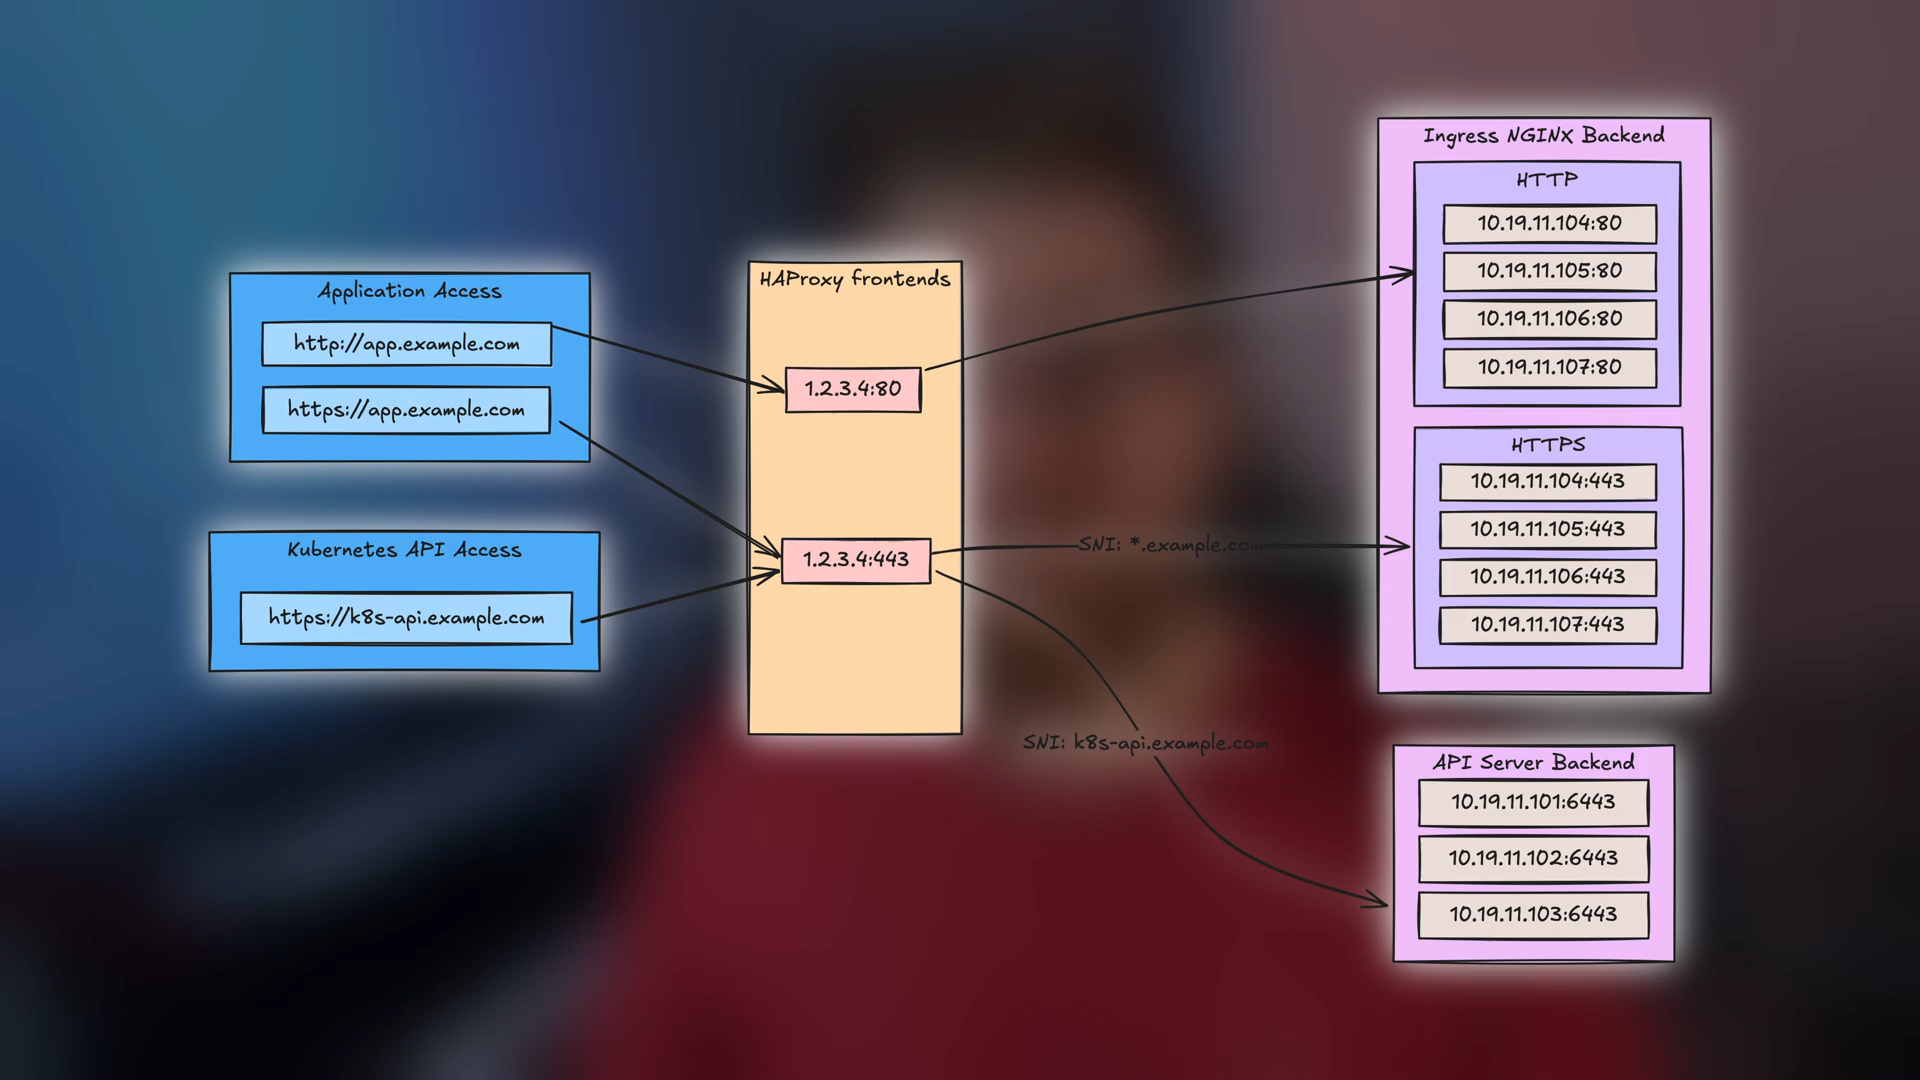 Application Access
http://app.example.com
https://app.example.com
Kubernetes API Access
https://k8s-api.example.com
HAProxy frontends
1.2.3.4:80
1.2.3.4:443
SNI: *.example.com
SNI: k8s-api.example.com
Ingress NGINX Backend
HTTP
10.19.11.104:80
10.19.11.105:80
10.19.11.106:80
10.19.11.107:80
HTTPS
10.19.11.104:443
10.19.11.105:443
10.19.11.106:443
10.19.11.107:443
API Server Backend
10.19.11.101:6443
10.19.11.102:6443
10.19.11.103:6443